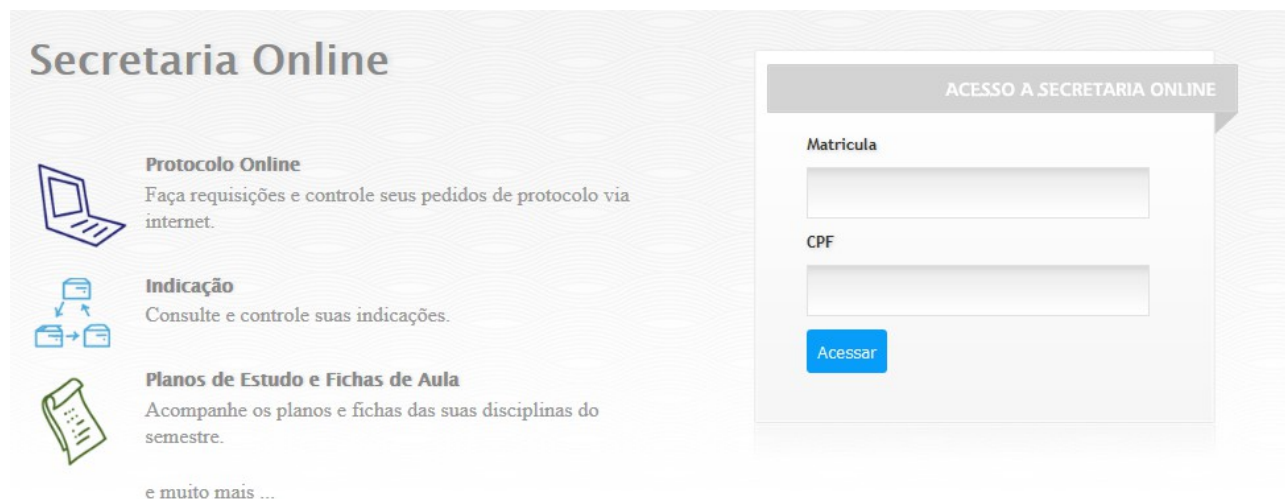 Secretaria Online
Protocolo Online
Faça requisições e controle seus pedidos de protocolo via
internet.
Indicação
Consulte e controle suas indicações.
Planos de Estudo e Fichas de Aula
Acompanhe os planos e fichas das suas disciplinas do
semestre.
e muito mais ...
ACESSO A SECRETARIA ONLINE
Matricula
CPF
Acessar